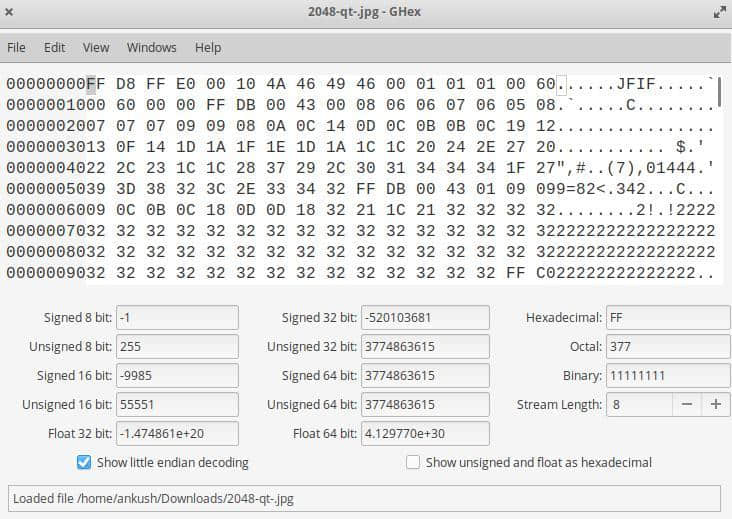 2048-qt-.jpg - GHex
File Edit View Windows Help
00000000FF D8 FF E0 00 10 4A 46 49 46 00 01 01 01 00 60......JFIF.....`
0000001000 60 00 00 FF DB 00 43 00 08 06 06 07 06 05 08.`.....C........
0000002007 07 07 09 09 08 0A 0C 14 0D 0C 0B 0B 0C 19 12................
0000003013 0F 14 1D 1A 1F 1E 1D 1A 1C 1C 20 24 2E 27 20........... $.'
0000004022 2C 23 1C 1C 28 37 29 2C 30 31 34 34 34 1F 27",#..(7),01444.'
0000005039 3D 38 32 3C 2E 33 34 32 FF DB 00 43 01 09 099=82<.342...C...
0000006009 0C 0B 0C 18 0D 0D 18 32 21 1C 21 32 32 32 32........2!.!2222
0000007032 32 32 32 32 32 32 32 32 32 32 32 32 32 32 322222222222222222
0000008032 32 32 32 32 32 32 32 32 32 32 32 32 32 32 322222222222222222
0000009032 32 32 32 32 32 32 32 32 32 32 32 32 32 FF C022222222222222..
Signed 8 bit: -1 Signed 32 bit: -520103681 Hexadecimal: FF
Unsigned 8 bit: 255 Unsigned 32 bit: 3774863615 Octal: 377
Signed 16 bit: -9985 Signed 64 bit: 3774863615 Binary: 11111111
Unsigned 16 bit: 55551 Unsigned 64 bit: 3774863615 Stream Length: 8 − +
Float 32 bit: -1.474861e+20 Float 64 bit: 4.129770e+30
Show little endian decoding Show unsigned and float as hexadecimal
Loaded file /home/ankush/Downloads/2048-qt-.jpg